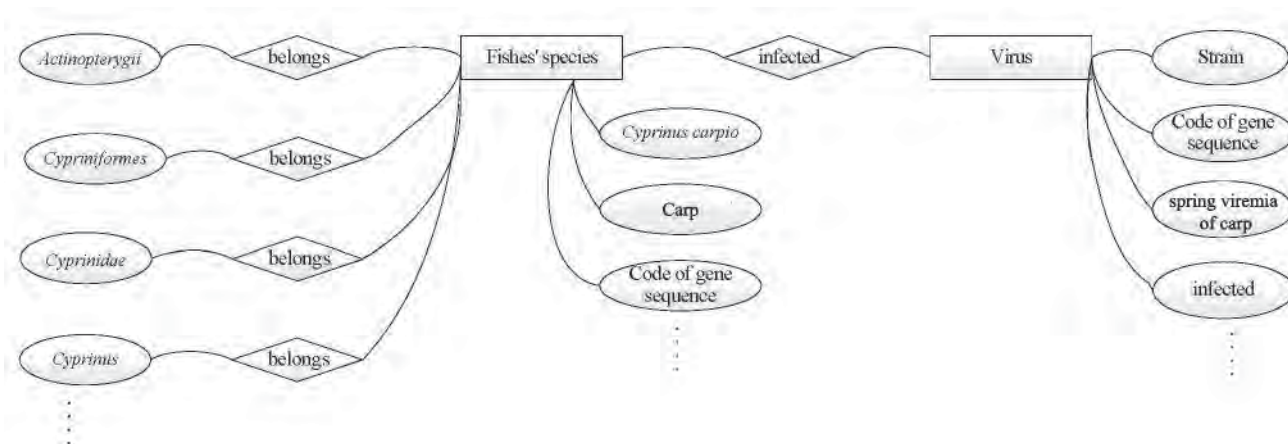 Actinopterygii
belongs
Fishes' species
infected
Virus
Strain
Cyprinus carpio
Code of gene
sequence
Cypriniformes
belongs
Carp
spring viremia
of carp
Cyprinidae
belongs
Code of gene
sequence
infected
Cyprinus
belongs